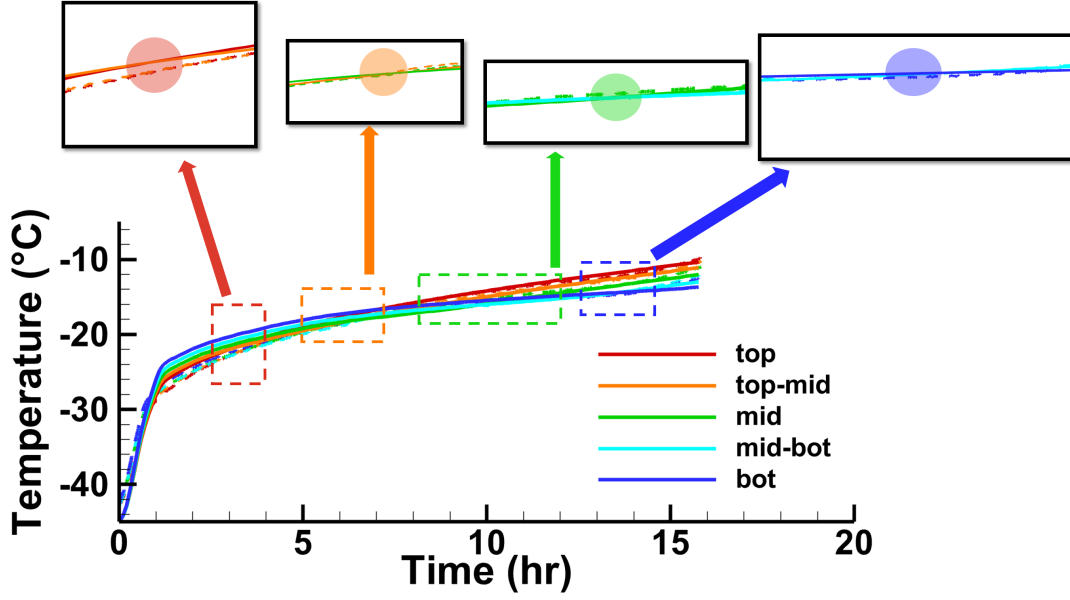 Temperature (°C)
-10
-20
-30
-40
0
5
10
15
20
Time (hr)
top
top-mid
mid
mid-bot
bot